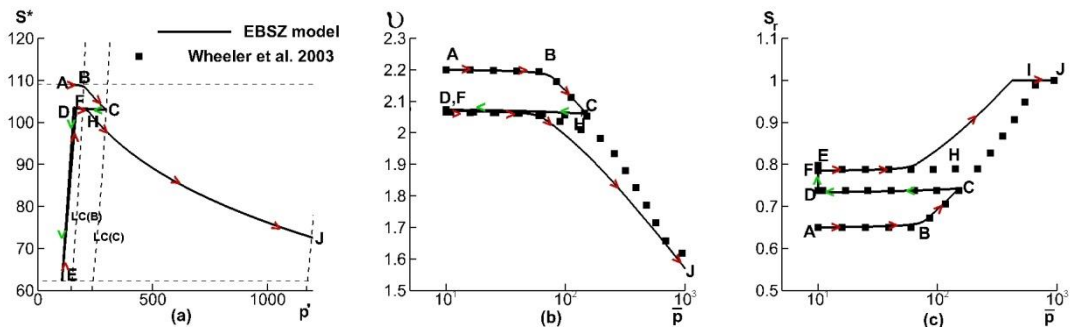 S*
EBSZ model
Wheeler et al. 2003
120
110
100
90
80
70
60
A
B
F
D
C
H
LC(B)
LC(C)
E
J
0
500
1000
p'
(a)
υ
2.4
2.3
2.2
2.1
2
1.9
1.8
1.7
1.6
1.5
A
B
D,F
C
H
J
10¹
10²
10³
p̄
(b)
Sr
1.1
1
0.9
0.8
0.7
0.6
0.5
I
J
E
H
F
D
C
A
B
10¹
10²
10³
p̄
(c)